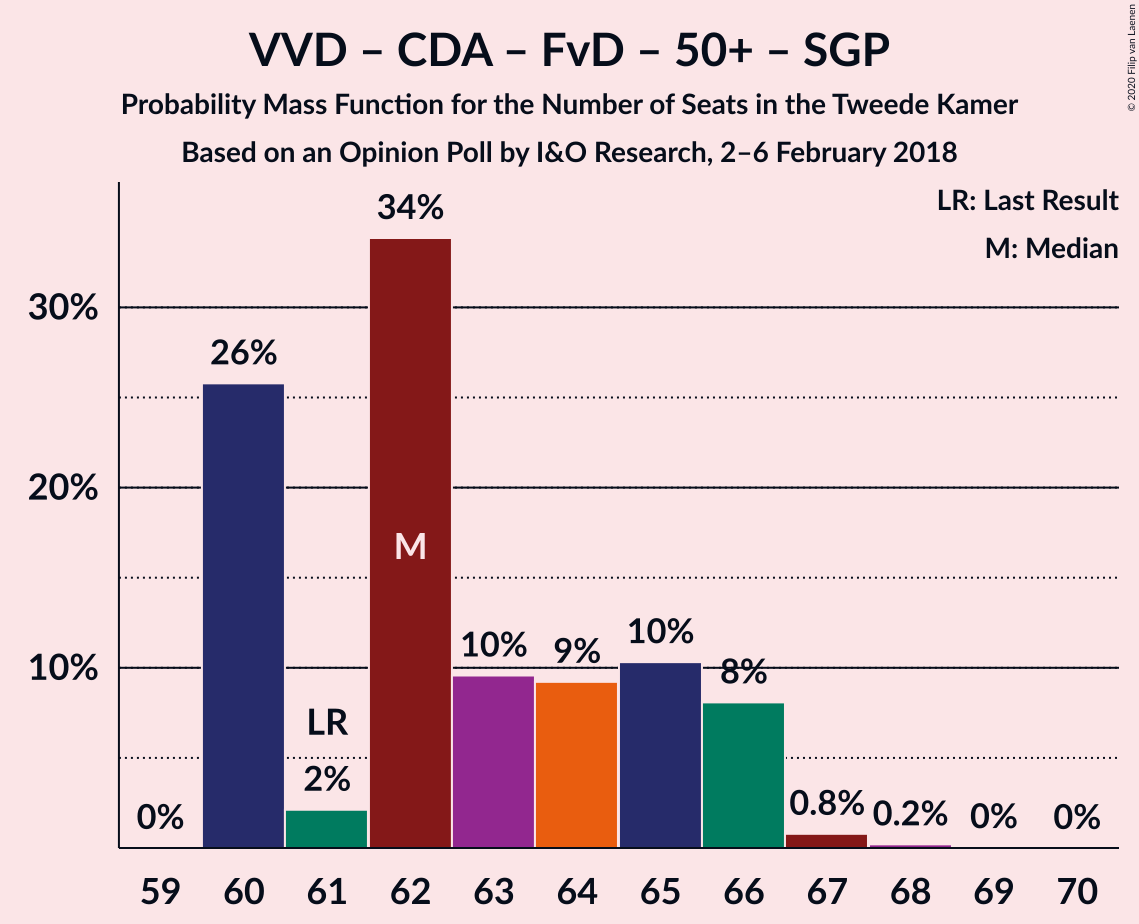 VVD – CDA – FvD – 50+ – SGP
Probability Mass Function for the Number of Seats in the Tweede Kamer
Based on an Opinion Poll by I&O Research, 2–6 February 2018
© 2020 Filip van Laenen
LR: Last Result
M: Median
30%
20%
10%
0%
26%
LR
2%
34%
M
10%
9%
10%
8%
0.8%
0.2%
0%
0%
59 60 61 62 63 64 65 66 67 68 69 70